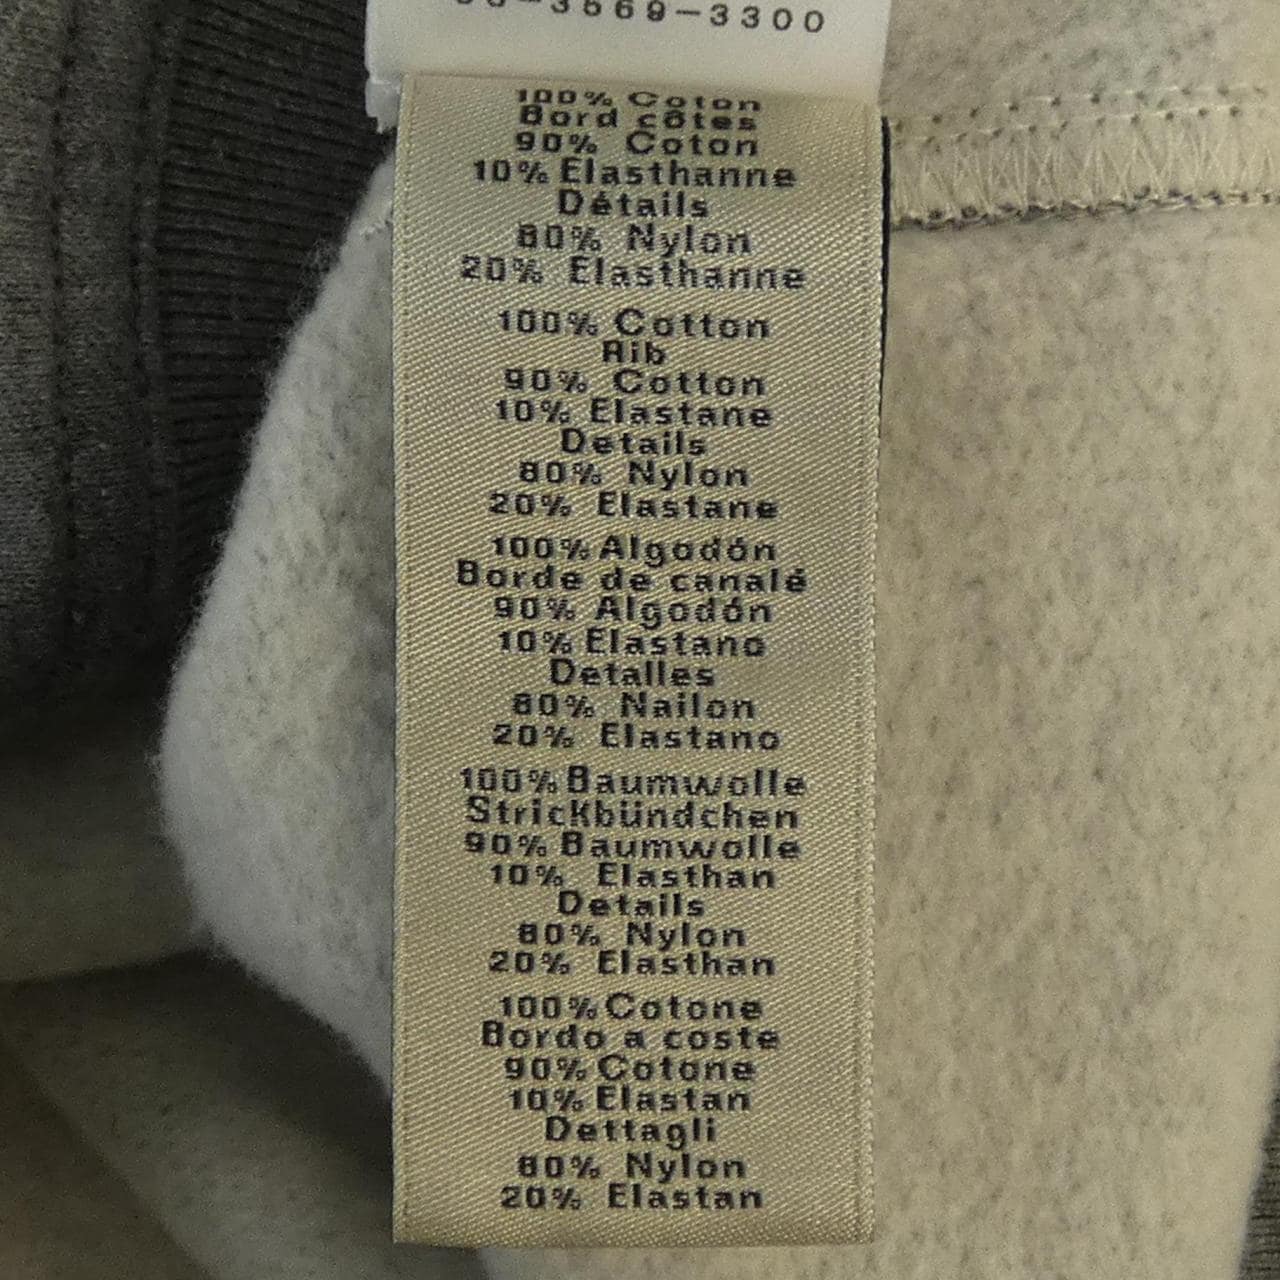 3569-3300
100% Coton
Bord côtes
90% Coton
10% Elasthanne
Détails
80% Nylon
20% Elasthanne
100% Cotton
Rib
90% Cotton
10% Elastane
Details
80% Nylon
20% Elastane
100% Algodón
Borde de canalé
90% Algodón
10% Elastano
Detalles
80% Nailon
20% Elastano
100% Baumwolle
Strickbündchen
90% Baumwolle
10% Elasthan
Details
80% Nylon
20% Elasthan
100% Cotone
Bordo a coste
90% Cotone
10% Elastan
Dettagli
80% Nylon
20% Elastan